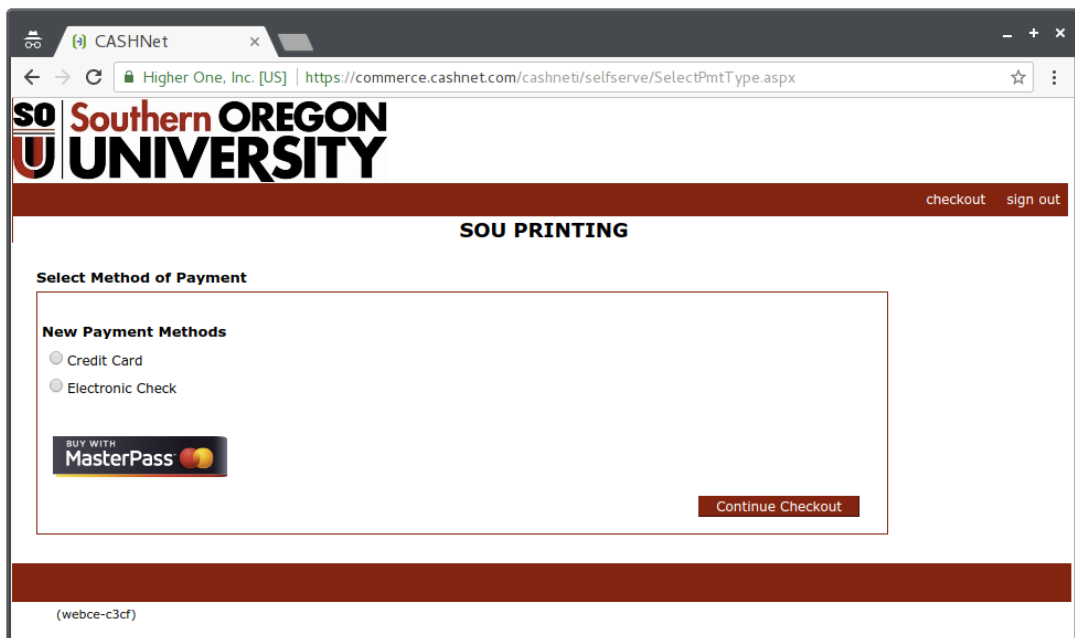 CASHNet
Higher One, Inc. [US] | https://commerce.cashnet.com/cashneti/selfserve/SelectPmtType.aspx
SO Southern OREGON
U UNIVERSITY
checkout sign out
SOU PRINTING
Select Method of Payment
New Payment Methods
Credit Card
Electronic Check
BUY WITH
MasterPass
Continue Checkout
(webce-c3cf)